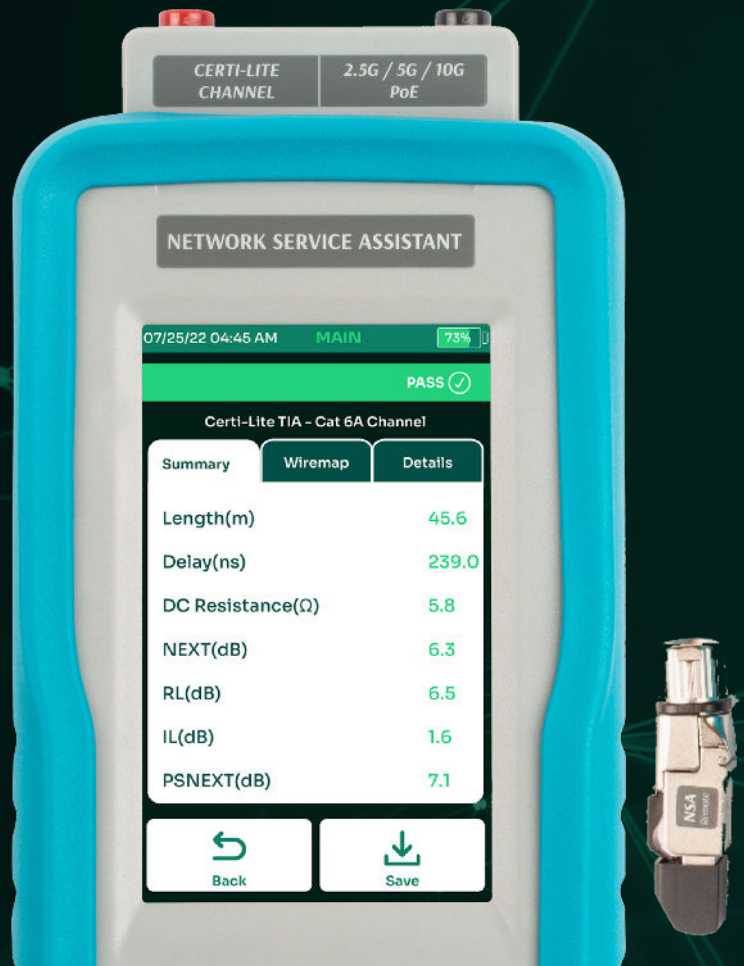 CERTI-LITE
CHANNEL
2.5G / 5G / 10G
PoE
NETWORK SERVICE ASSISTANT
07/25/22 04:45 AM MAIN 73%
PASS
Certi-Lite TIA - Cat 6A Channel
Summary Wiremap Details
Length(m) 45.6
Delay(ns) 239.0
DC Resistance(Ω) 5.8
NEXT(dB) 6.3
RL(dB) 6.5
IL(dB) 1.6
PSNEXT(dB) 7.1
Back Save
NSA
Remote